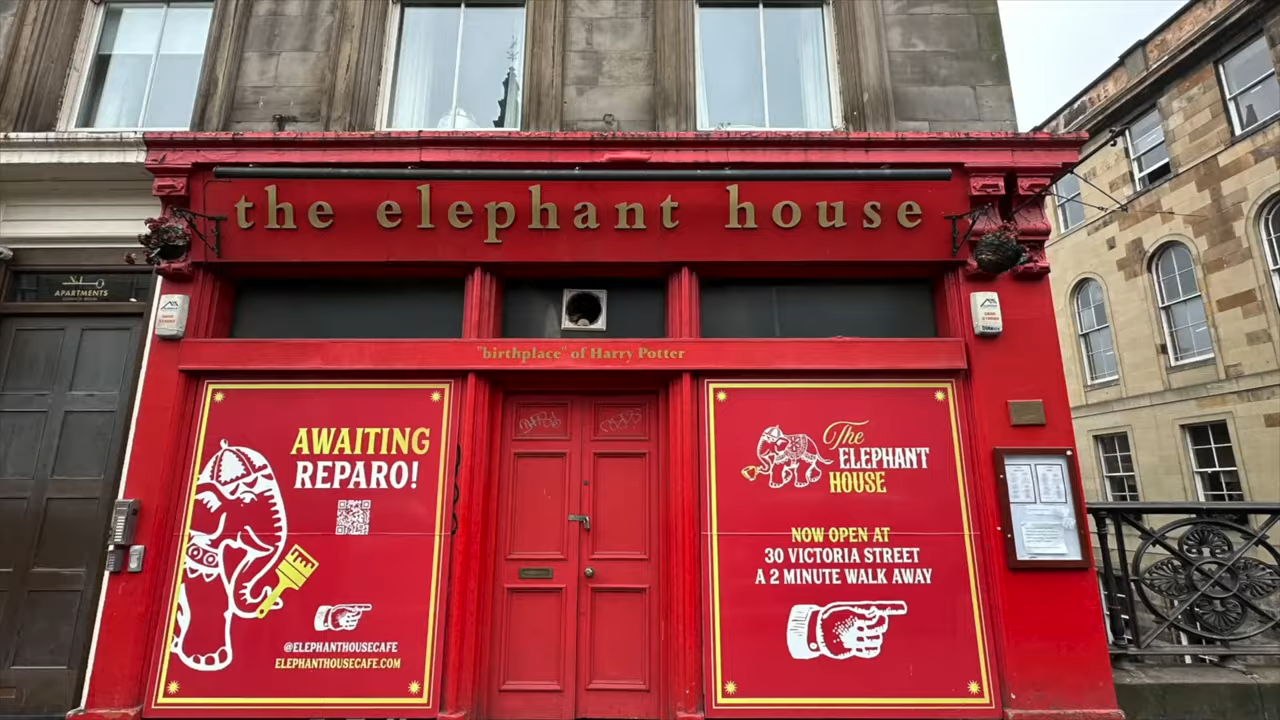 the elephant house
APARTMENTS
"birthplace" of Harry Potter
AWAITING
REPARO!
@ELEPHANTHOUSECAFE
ELEPHANTHOUSECAFE.COM
The
ELEPHANT
HOUSE
NOW OPEN AT
30 VICTORIA STREET
A 2 MINUTE WALK AWAY